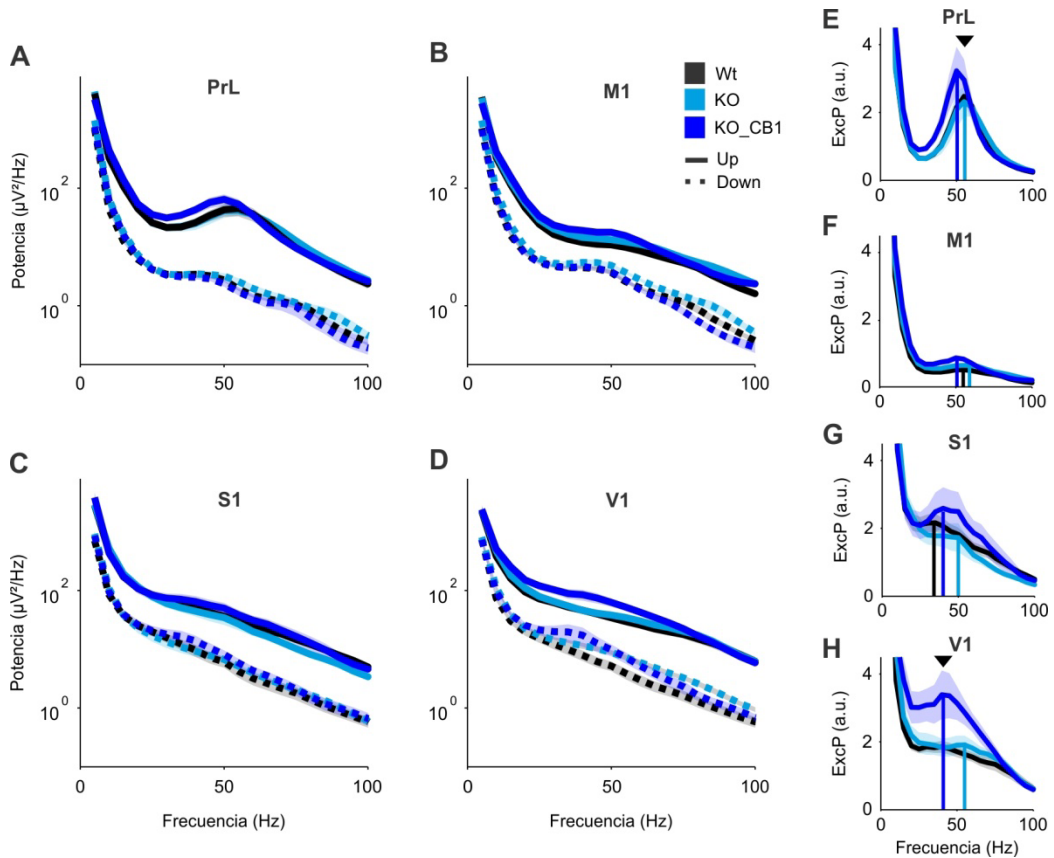 A
PrL
Potencia (µV²/Hz)
10²
10⁰
0
50
100
B
M1
Wt
KO
KO_CB1
Up
Down
10²
10⁰
0
50
100
C
S1
Potencia (µV²/Hz)
10²
10⁰
0
50
100
Frecuencia (Hz)
D
V1
10²
10⁰
0
50
100
Frecuencia (Hz)
E
PrL
ExcP (a.u.)
4
2
0
0
50
100
F
M1
ExcP (a.u.)
4
2
0
0
50
100
G
S1
ExcP (a.u.)
4
2
0
0
50
100
H
V1
ExcP (a.u.)
4
2
0
0
50
100
Frecuencia (Hz)